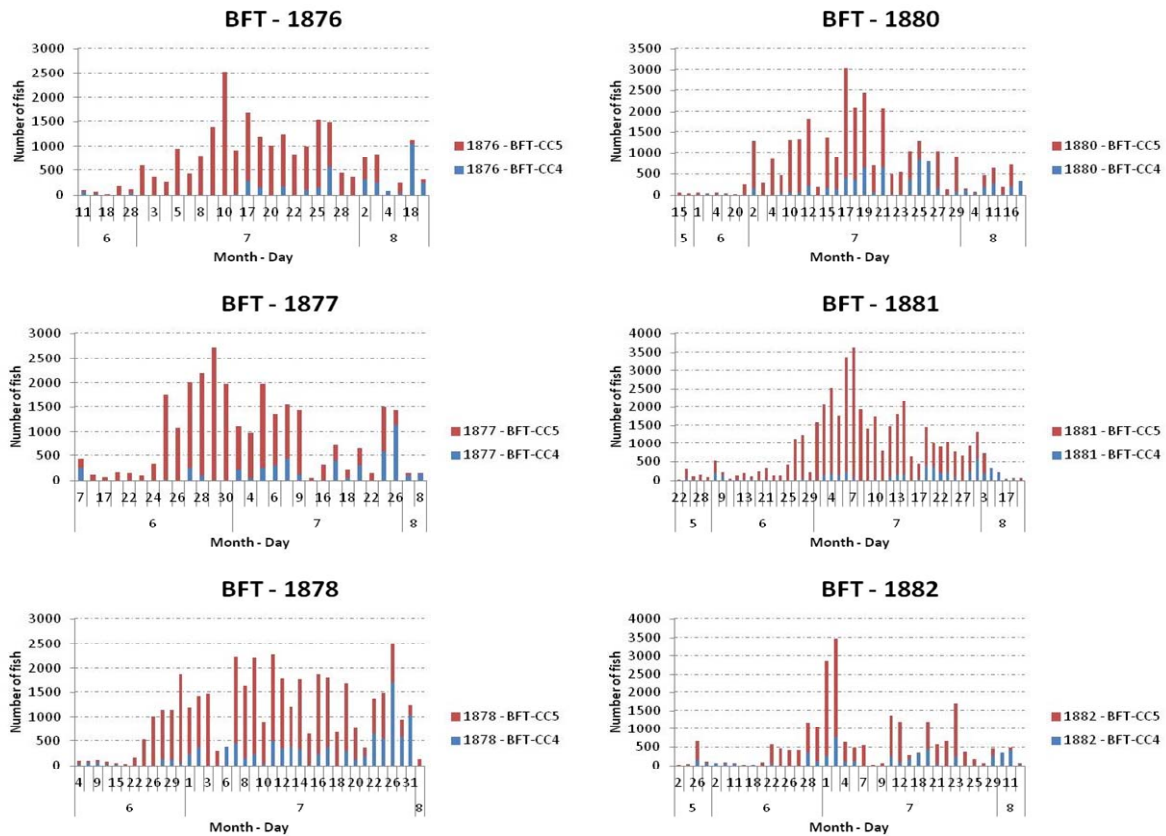 BFT - 1876
Number of fish
3000
2500
2000
1500
1000
500
0
11 18 28 3 5 8 10 17 20 22 25 28 2 4 18
6 7 8
Month - Day
1876 - BFT-CC5
1876 - BFT-CC4
BFT - 1880
Number of fish
3500
3000
2500
2000
1500
1000
500
0
15 1 4 20 2 4 10 12 15 17 19 21 23 25 27 29 4 11 16
5 6 7 8
Month - Day
1880 - BFT-CC5
1880 - BFT-CC4
BFT - 1877
Number of fish
3000
2500
2000
1500
1000
500
0
7 17 22 24 26 28 30 4 6 9 16 20 22 26 8
6 7 8
Month - Day
1877 - BFT-CC5
1877 - BFT-CC4
BFT - 1881
Number of fish
4000
3500
3000
2500
2000
1500
1000
500
0
22 28 9 13 21 25 29 4 7 10 14 17 22 27 3 17
5 6 7 8
Month - Day
1881 - BFT-CC5
1881 - BFT-CC4
BFT - 1878
Number of fish
3000
2500
2000
1500
1000
500
0
4 9 15 22 26 29 1 3 6 8 10 12 14 16 18 20 22 26 31
6 7 8
Month - Day
1878 - BFT-CC5
1878 - BFT-CC4
BFT - 1882
Number of fish
4000
3500
3000
2500
2000
1500
1000
500
0
2 26 2 11 18 22 26 28 1 4 7 9 12 18 21 23 25 29 11
6 7 8
Month - Day
1882 - BFT-CC5
1882 - BFT-CC4